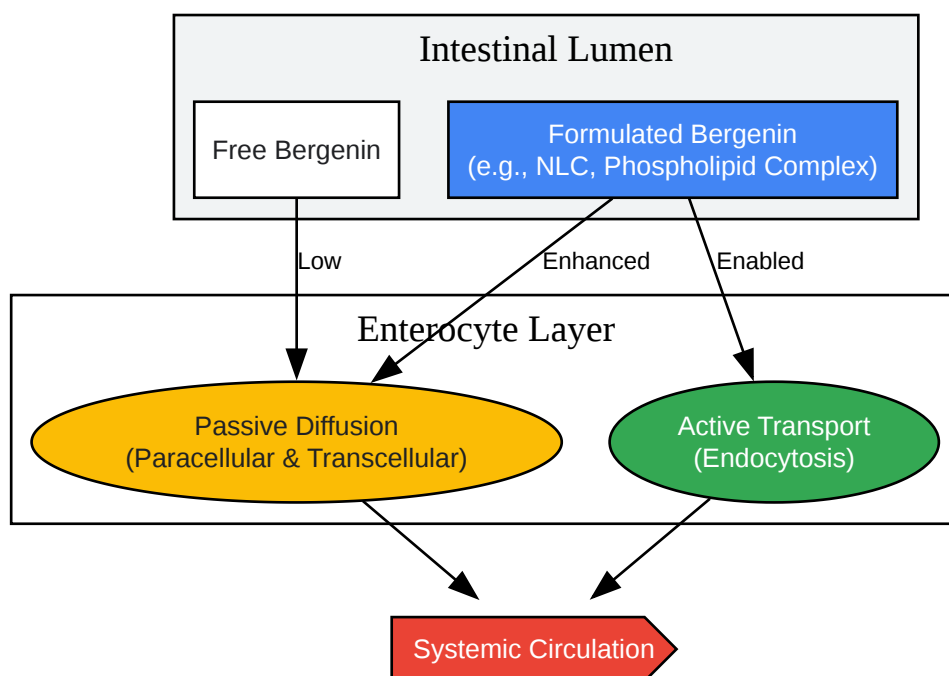 Intestinal Lumen
Free Bergenin
Formulated Bergenin
(e.g., NLC, Phospholipid Complex)
Low
Enhanced
Enabled
Enterocyte Layer
Passive Diffusion
(Paracellular & Transcellular)
Active Transport
(Endocytosis)
Systemic Circulation